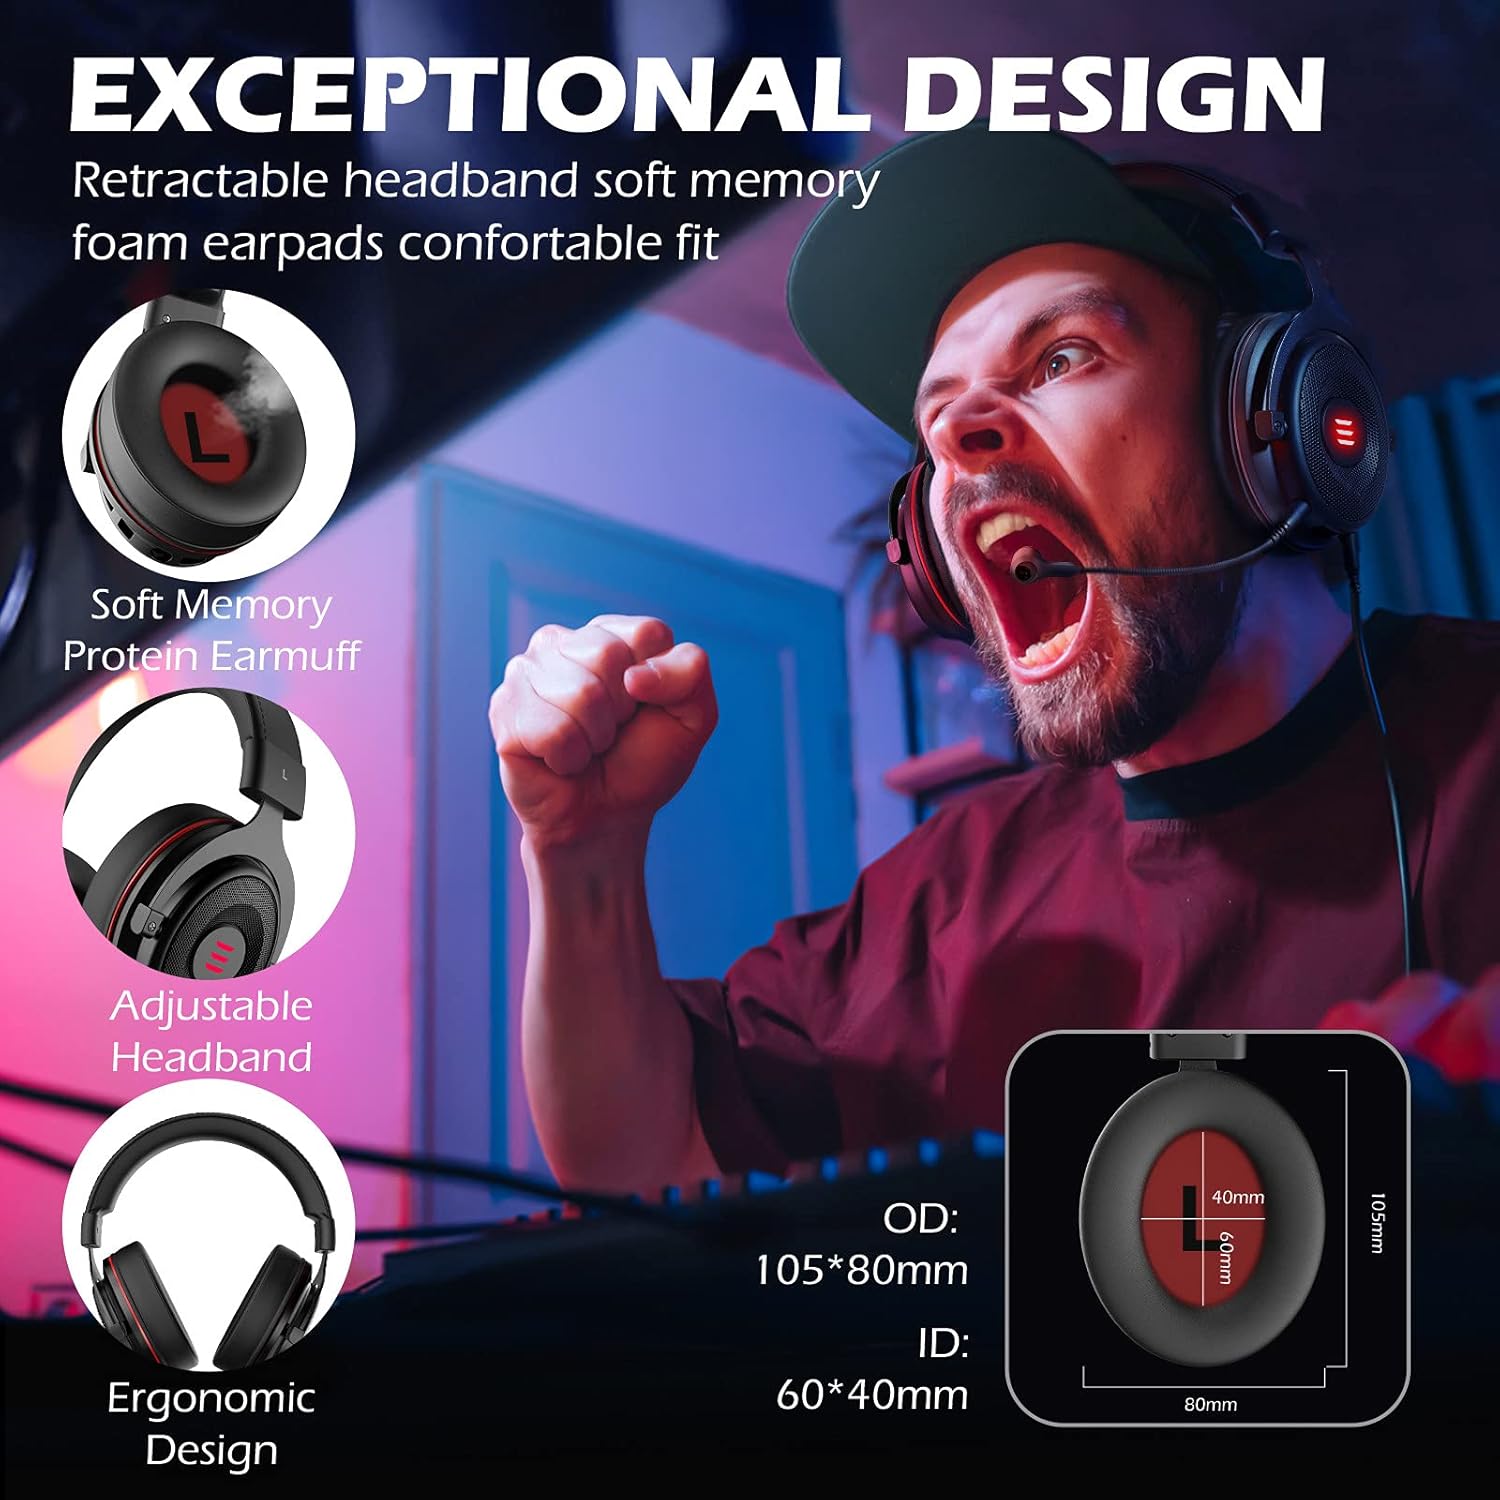 EXCEPTIONAL DESIGN
Retractable headband soft memory
foam earpads confortable fit
L
Soft Memory
Protein Earmuff
L
Adjustable
Headband
Ergonomic
Design
OD:
105*80mm
ID:
60*40mm
L
40mm
60mm
105mm
80mm